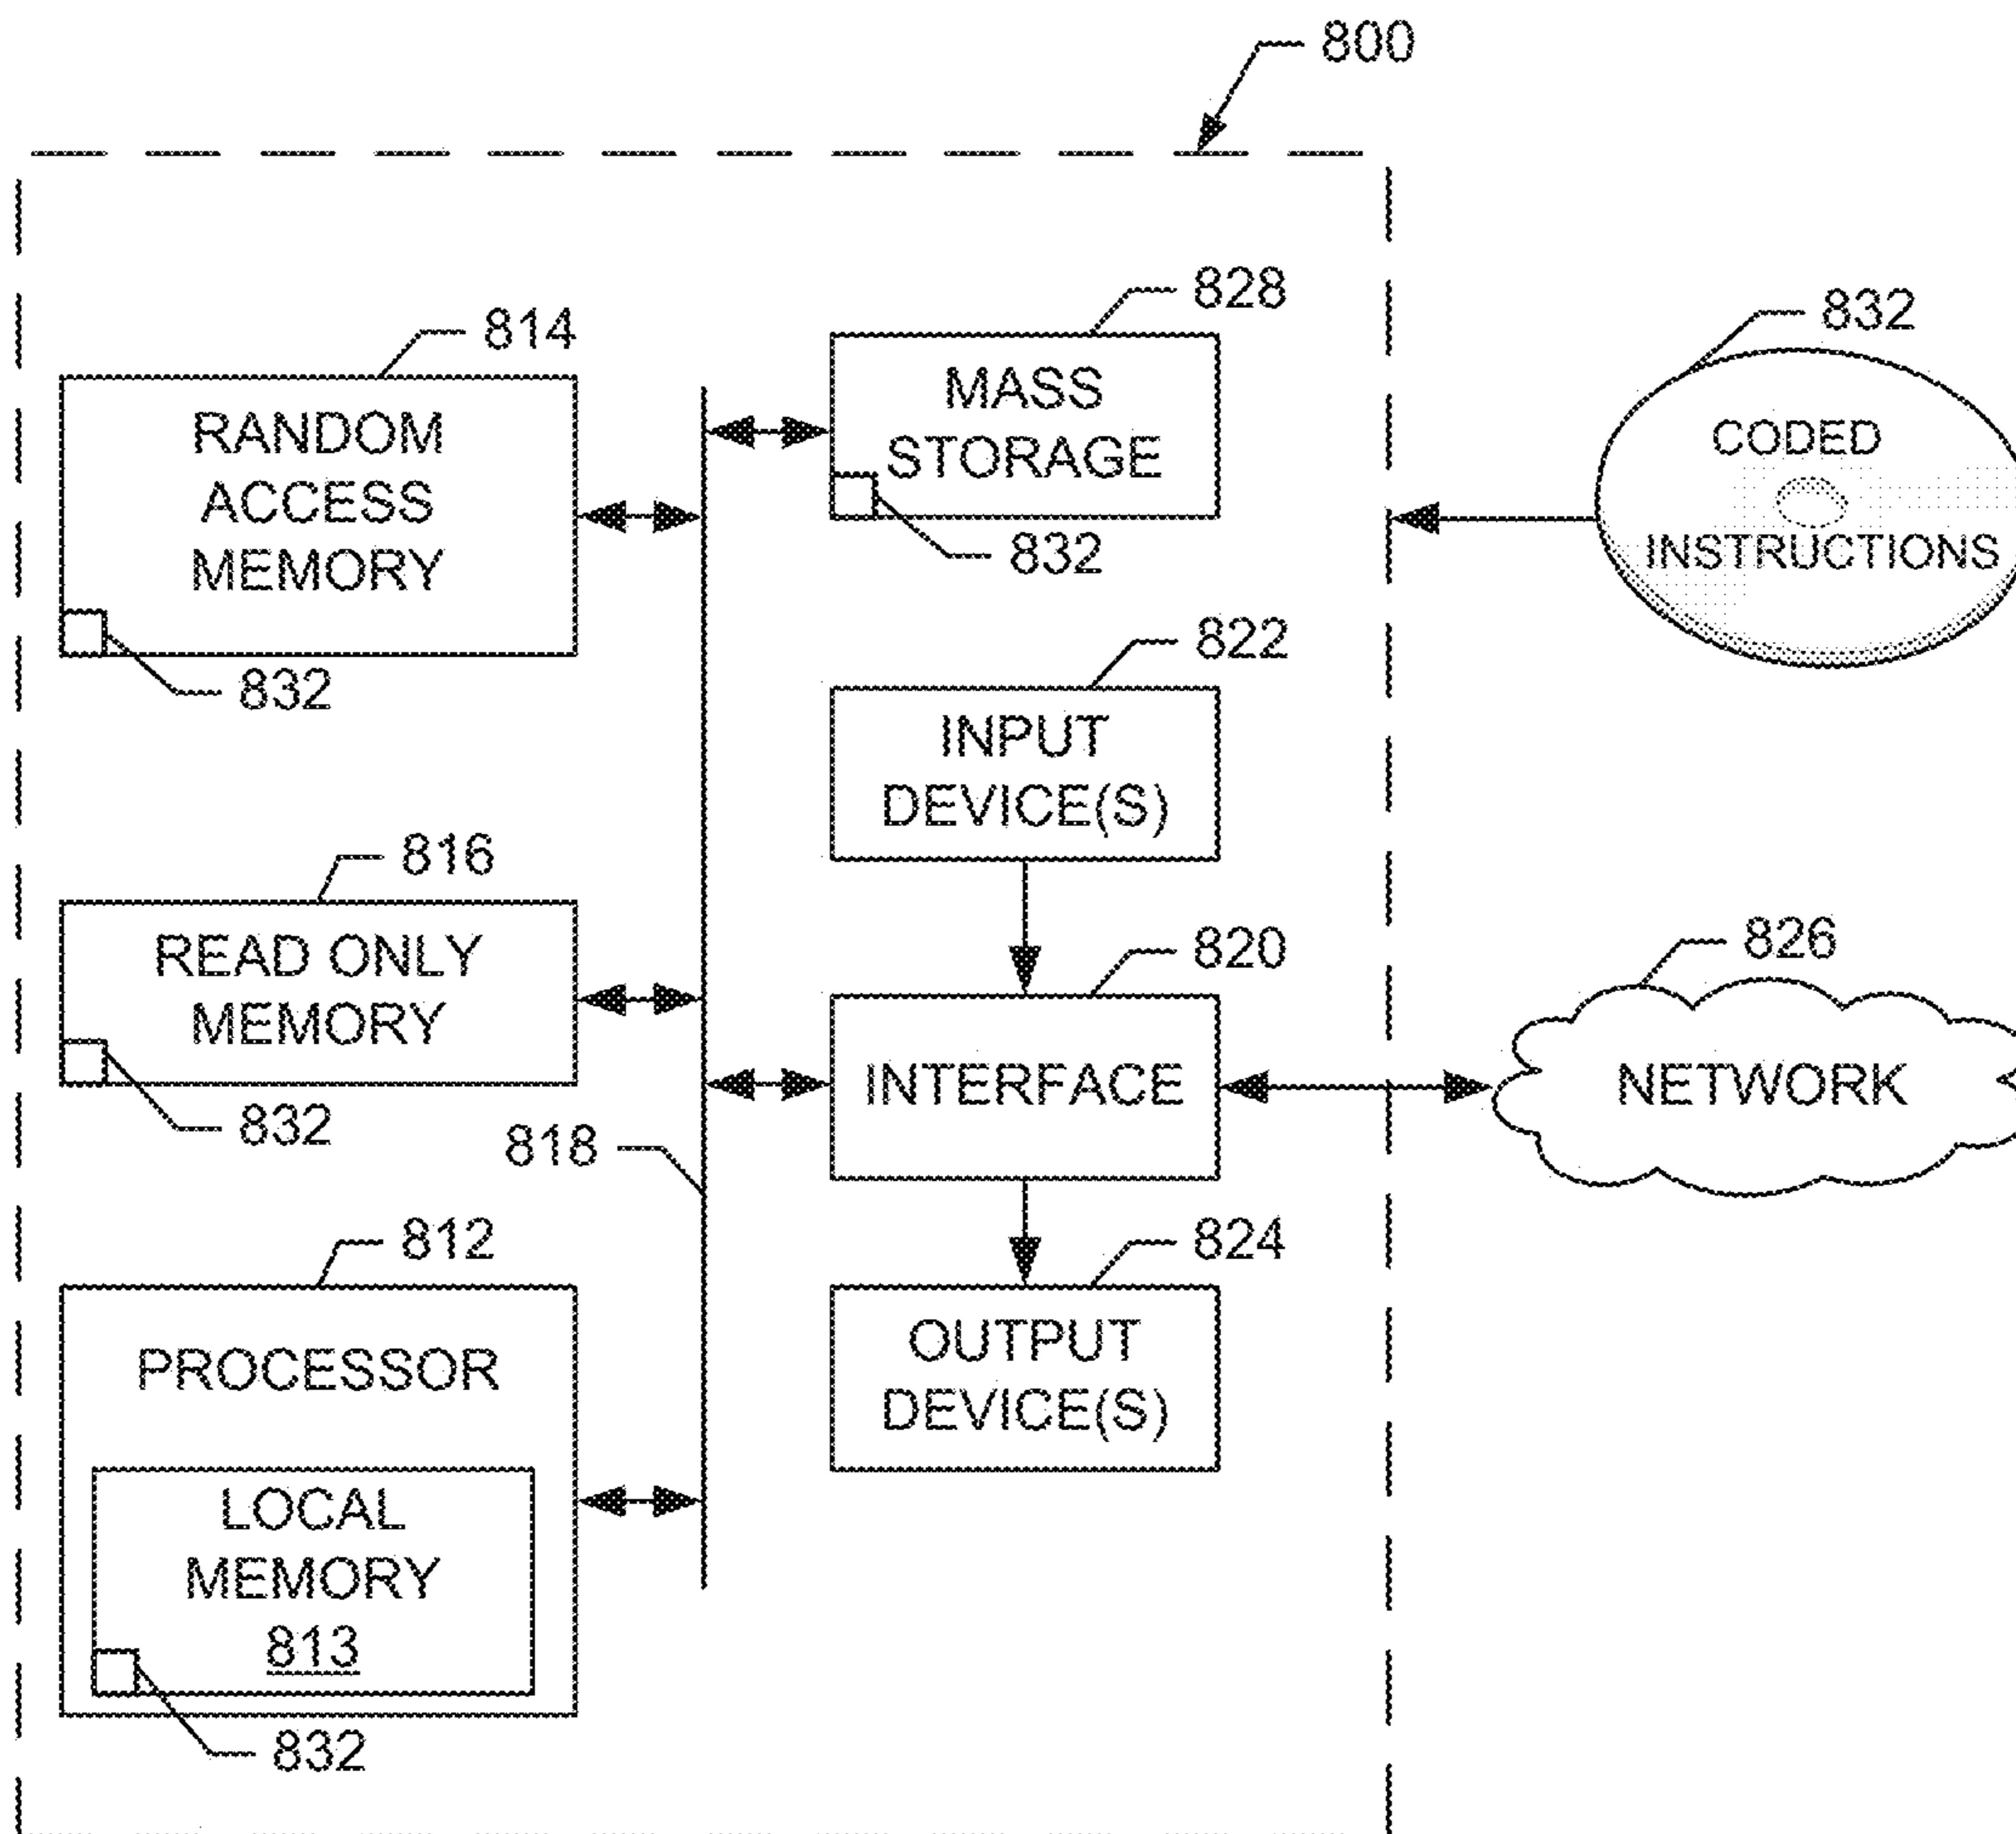 800
828
832
814
MASS
STORAGE
RANDOM
ACCESS
MEMORY
CODED
INSTRUCTIONS
832
832
822
INPUT
DEVICE(S)
816
READ ONLY
MEMORY
820
826
INTERFACE
NETWORK
832
818
812
824
PROCESSOR
OUTPUT
DEVICE(S)
LOCAL
MEMORY
813
832